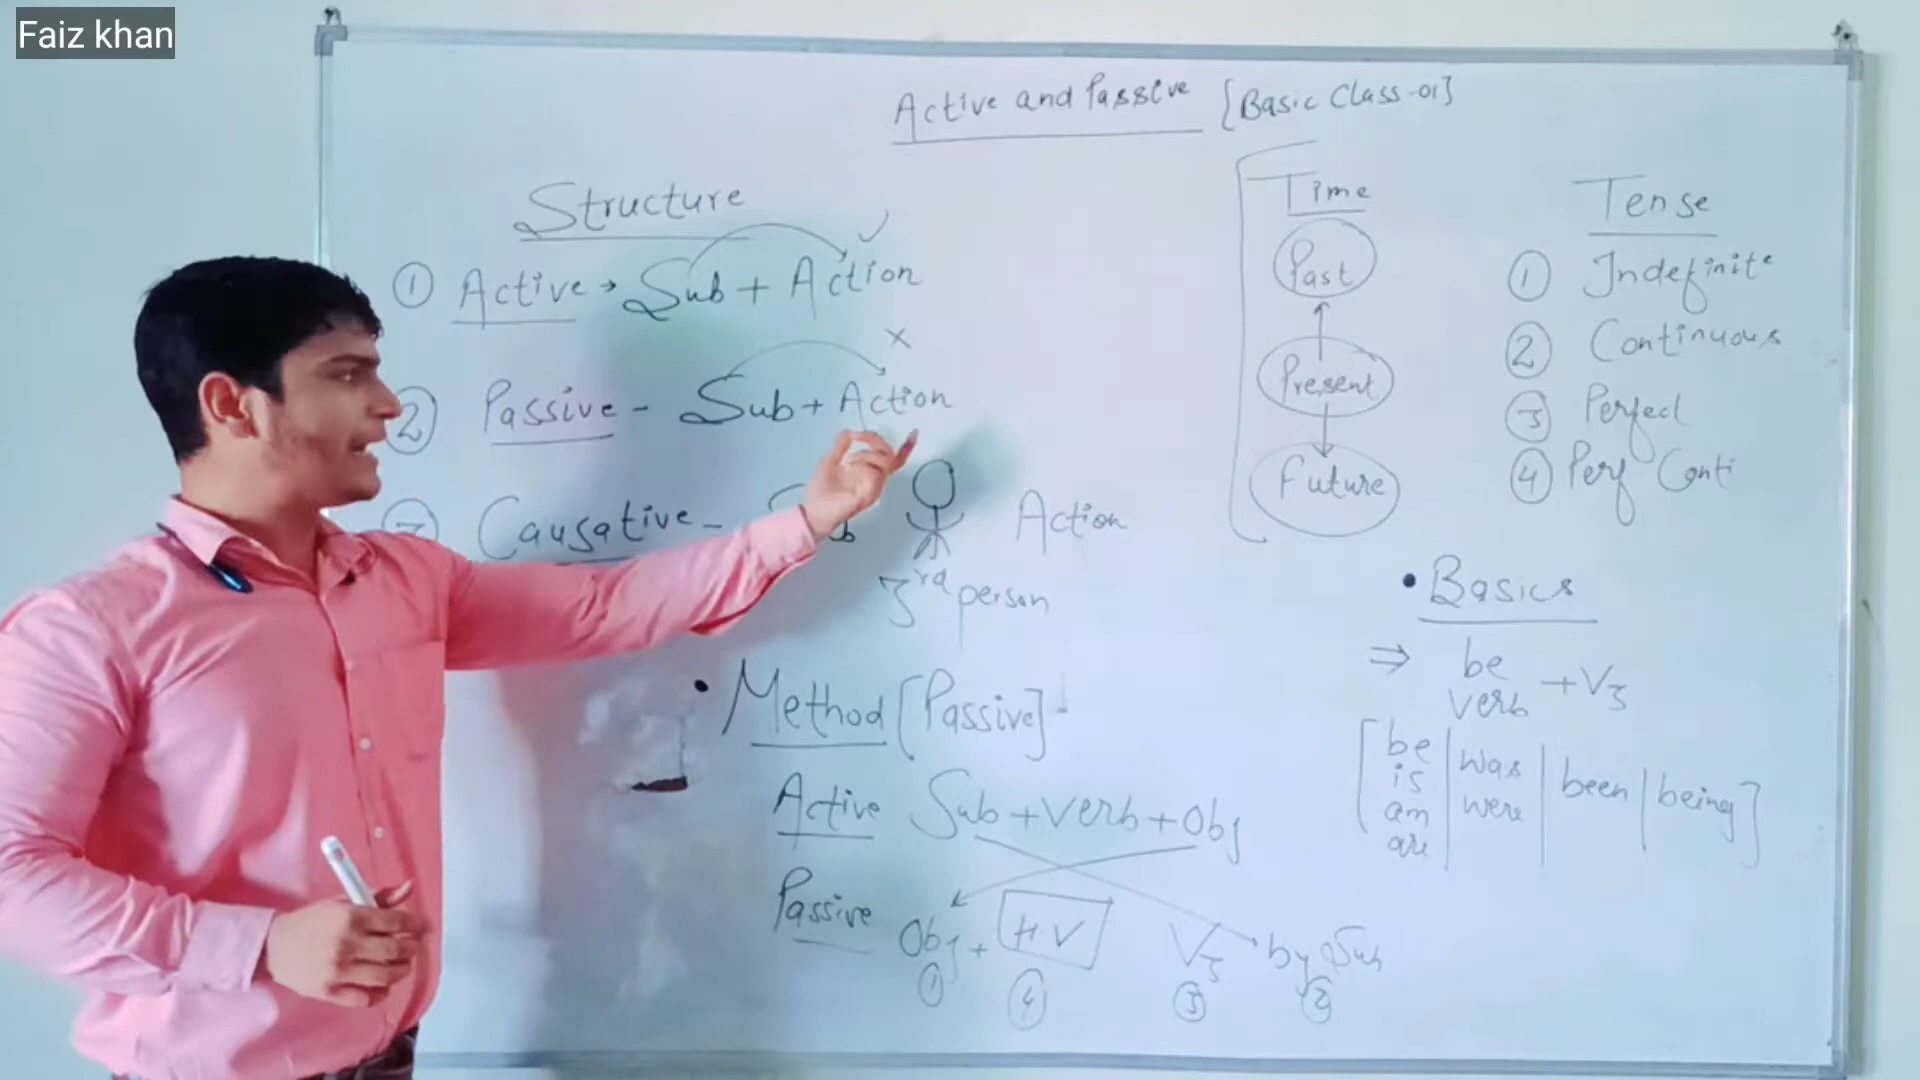 Faiz khan
Active and Passive [Basic Class-01]
Structure
① Active → Sub + Action ✓
×
② Passive - Sub + Action
Causative -
Action
3rd person
• Method [Passive]
Active Sub + Verb + Obj
Passive Obj + HV V3 by Sub
① ④ ③ ②
Time
Past
Present
Future
Tense
① Indefinite
② Continuous
③ Perfect
④ Perf Conti
• Basics
⇒ be verb + V3
[be is am are | was were | been | being]